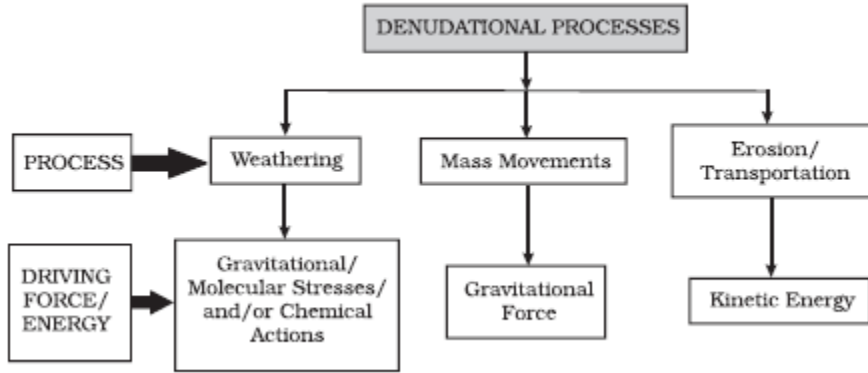 DENUDATIONAL PROCESSES
PROCESS
Weathering
Mass Movements
Erosion/
Transportation
DRIVING
FORCE/
ENERGY
Gravitational/
Molecular Stresses/
and/or Chemical
Actions
Gravitational
Force
Kinetic Energy